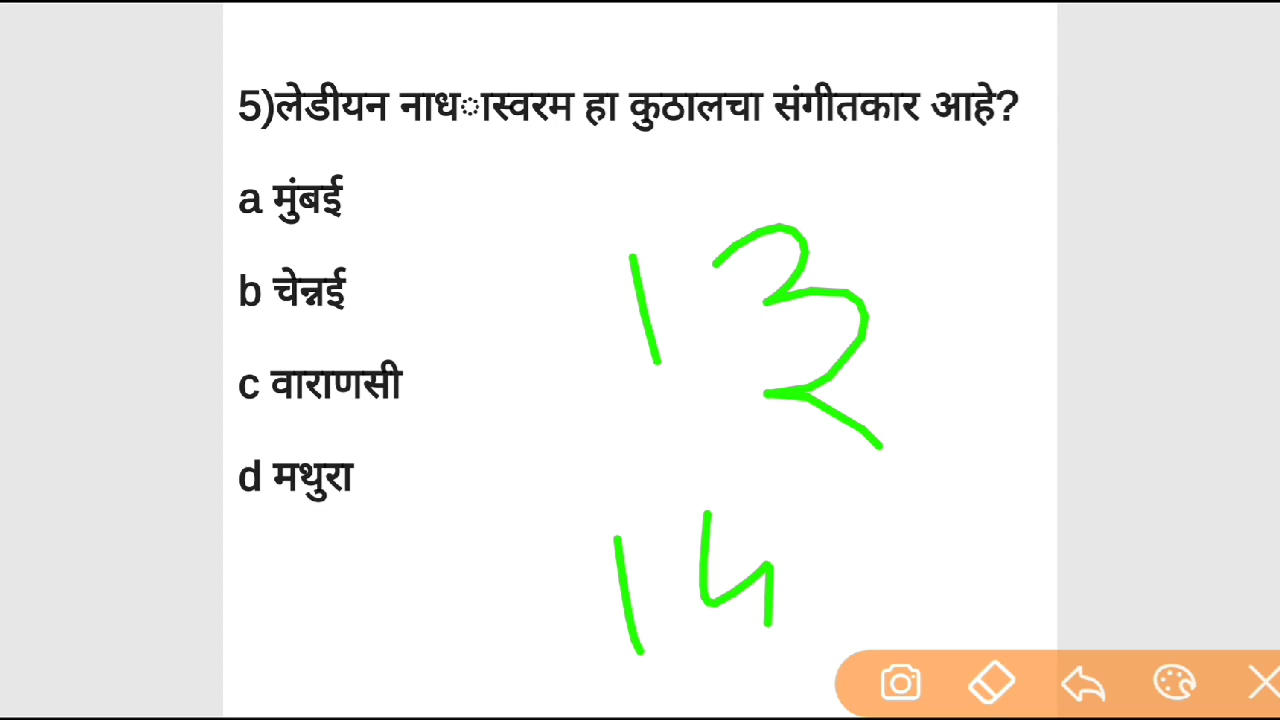 5)लेडीयन नाध◌ास्वरम हा कुठालचा संगीतकार आहे?
a मुंबई
b चेन्नई
13
c वाराणसी
d मथुरा
14